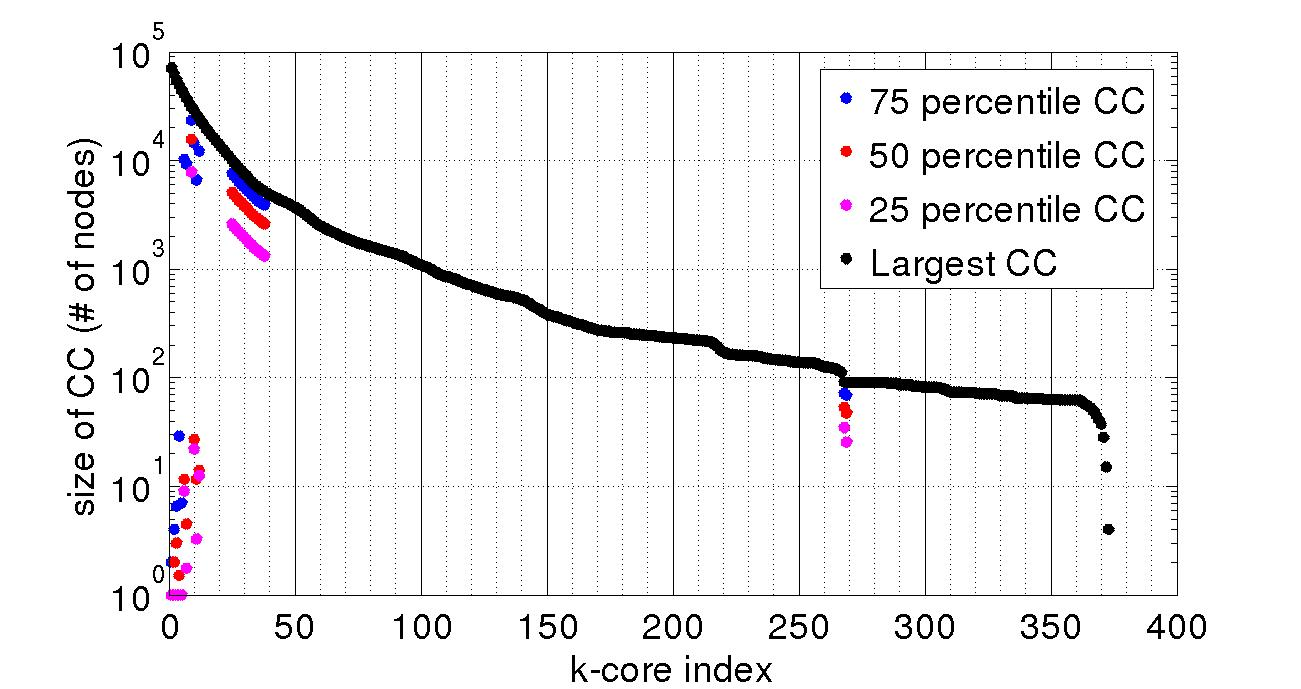 size of CC (# of nodes)
10^5
10^4
10^3
10^2
10^1
10^0
75 percentile CC
50 percentile CC
25 percentile CC
Largest CC
0 50 100 150 200 250 300 350 400
k-core index